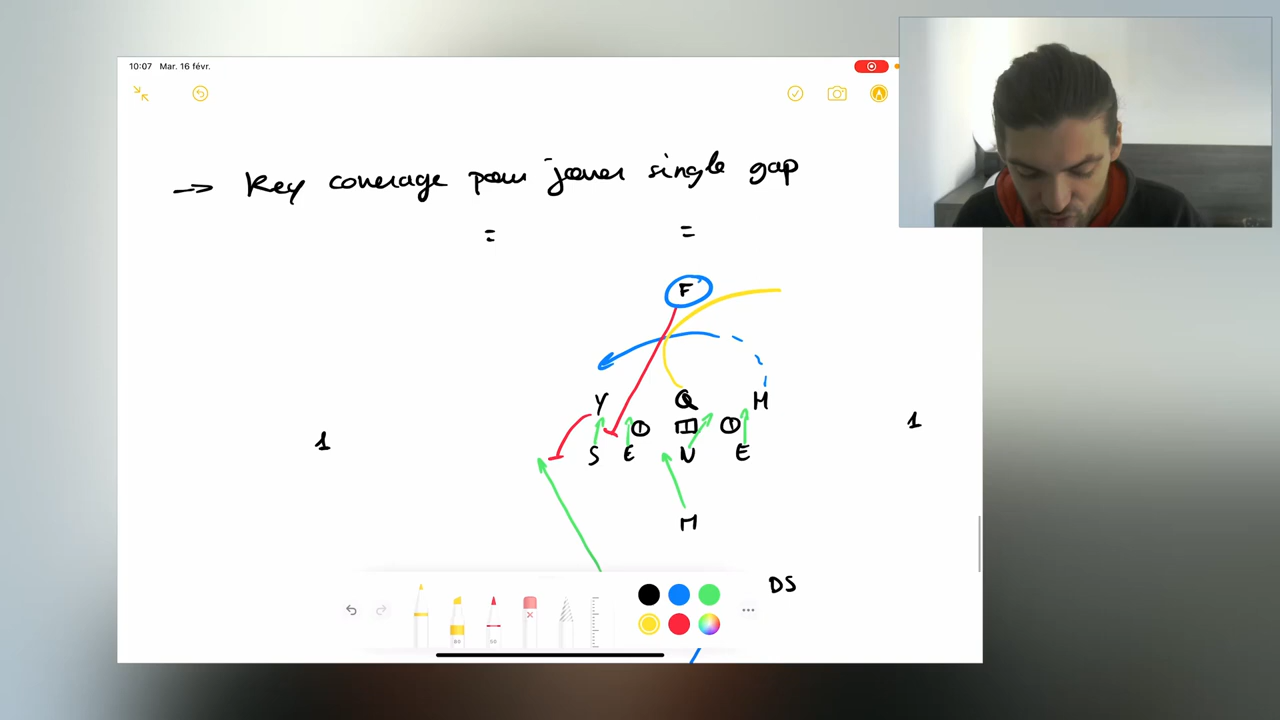 10:07 Mar. 16 févr.
→ Key coverage pour jouer single gap
= =
F
Y Q H
1 1
S E N E
M
DS